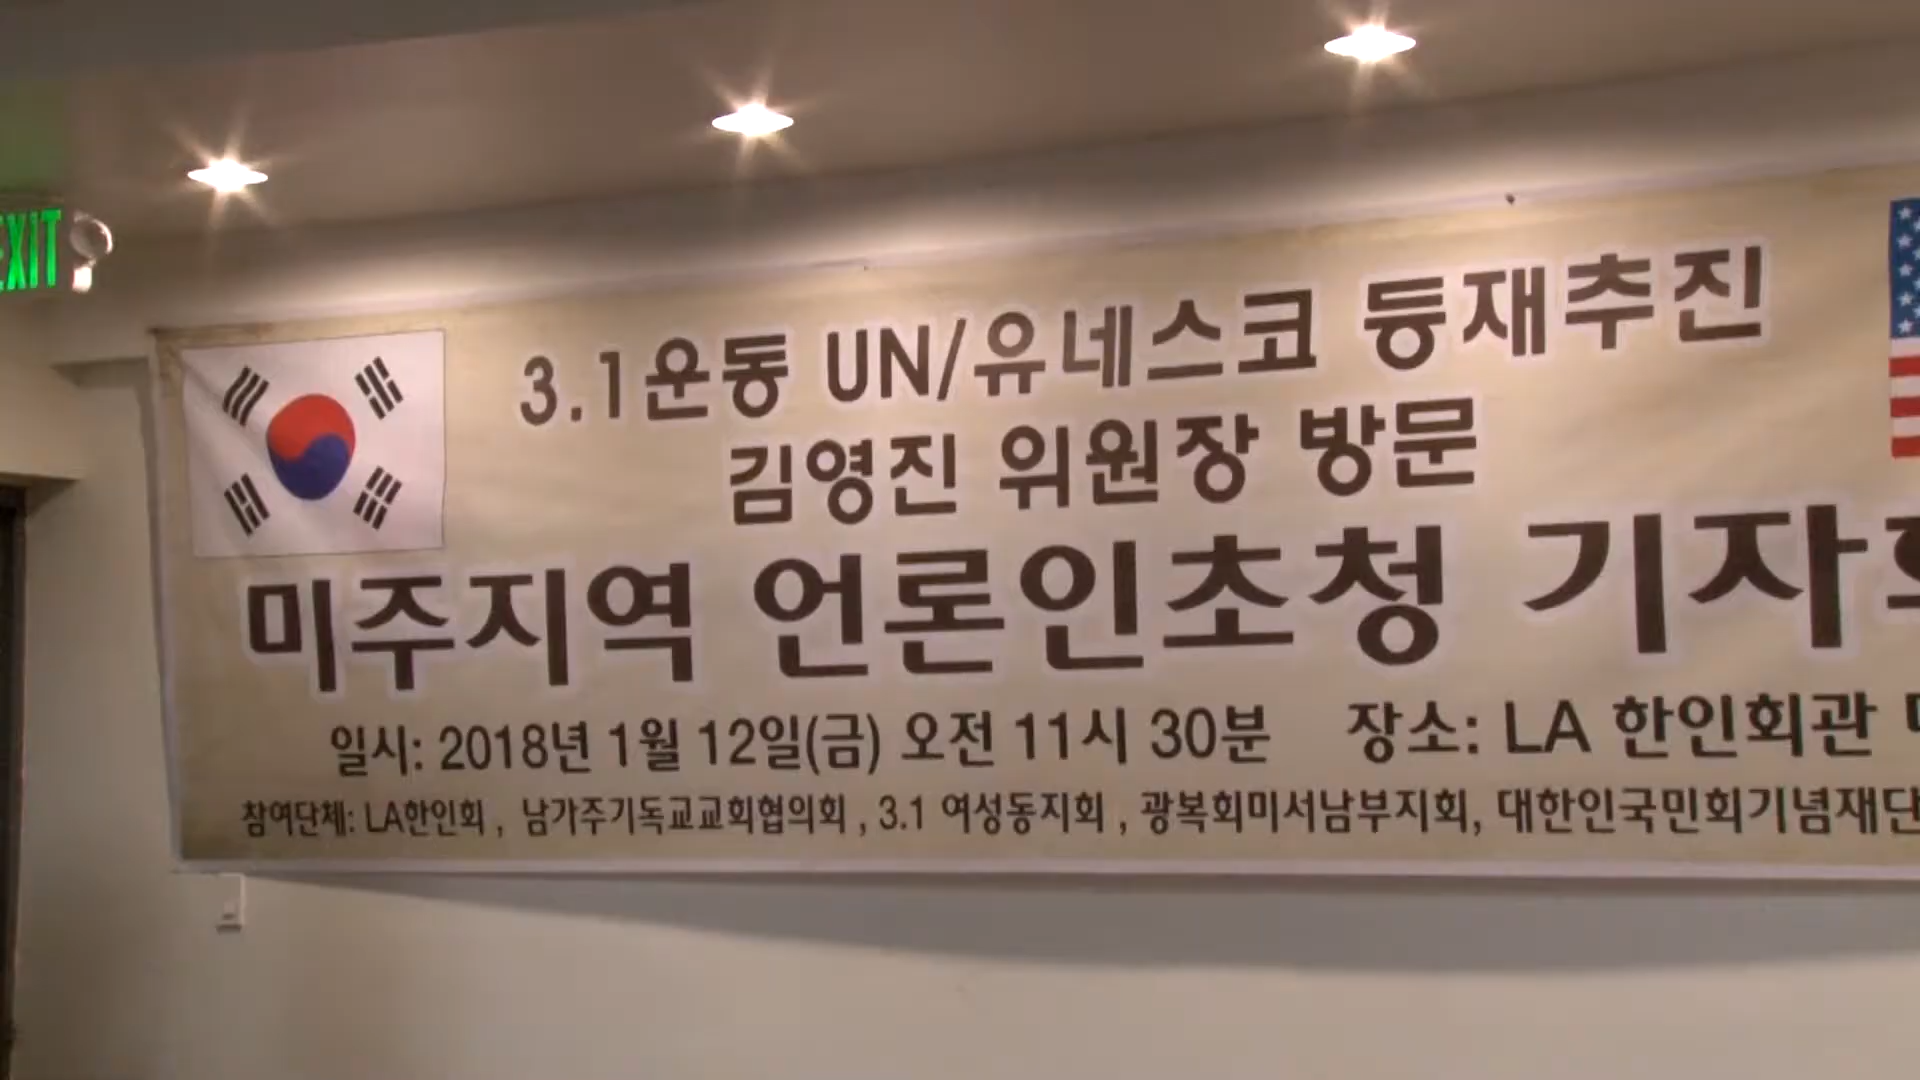 EXIT
3.1운동 UN/유네스코 등재추진
김영진 위원장 방문
미주지역 언론인초청 기자
일시: 2018년 1월 12일(금) 오전 11시 30분 장소: LA 한인회관
참여단체: LA한인회 , 남가주기독교교회협의회 , 3.1 여성동지회 , 광복회미서남부지회, 대한인국민회기념재단